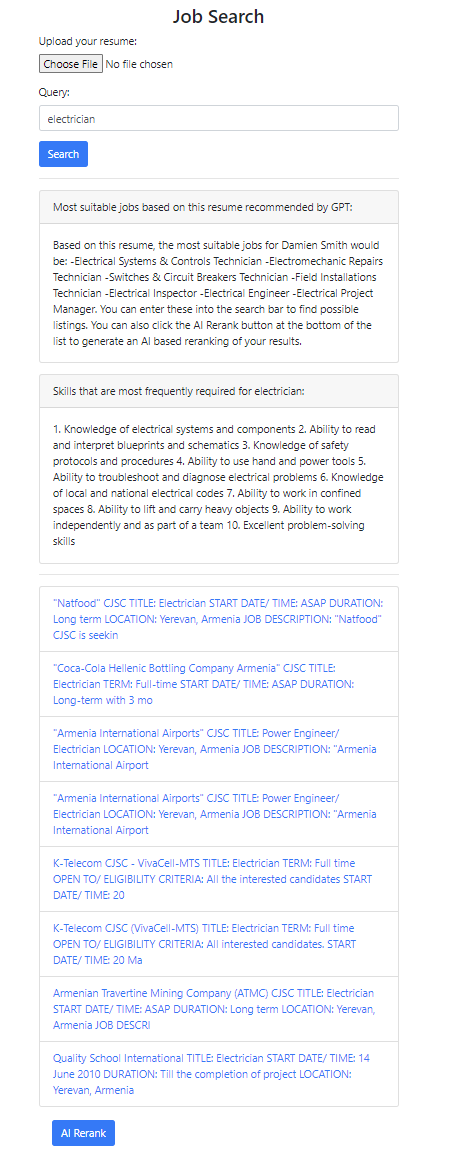 Job Search
Upload your resume:
Choose File No file chosen
Query:
electrician
Search
Most suitable jobs based on this resume recommended by GPT:
Based on this resume, the most suitable jobs for Damien Smith would
be: -Electrical Systems & Controls Technician -Electromechanic Repairs
Technician -Switches & Circuit Breakers Technician -Field Installations
Technician -Electrical Inspector -Electrical Engineer -Electrical Project
Manager. You can enter these into the search bar to find possible
listings. You can also click the AI Rerank button at the bottom of the
list to generate an AI based reranking of your results.
Skills that are most frequently required for electrician:
1. Knowledge of electrical systems and components 2. Ability to read
and interpret blueprints and schematics 3. Knowledge of safety
protocols and procedures 4. Ability to use hand and power tools 5.
Ability to troubleshoot and diagnose electrical problems 6. Knowledge
of local and national electrical codes 7. Ability to work in confined
spaces 8. Ability to lift and carry heavy objects 9. Ability to work
independently and as part of a team 10. Excellent problem-solving
skills
"Natfood" CJSC TITLE: Electrician START DATE/ TIME: ASAP DURATION:
Long term LOCATION: Yerevan, Armenia JOB DESCRIPTION: "Natfood"
CJSC is seekin
"Coca-Cola Hellenic Bottling Company Armenia" CJSC TITLE:
Electrician TERM: Full-time START DATE/ TIME: ASAP DURATION:
Long-term with 3 mo
"Armenia International Airports" CJSC TITLE: Power Engineer/
Electrician LOCATION: Yerevan, Armenia JOB DESCRIPTION: "Armenia
International Airport
"Armenia International Airports" CJSC TITLE: Power Engineer/
Electrician LOCATION: Yerevan, Armenia JOB DESCRIPTION: "Armenia
International Airport
K-Telecom CJSC - VivaCell-MTS TITLE: Electrician TERM: Full time
OPEN TO/ ELIGIBILITY CRITERIA: All the interested candidates START
DATE/ TIME: 20
K-Telecom CJSC (VivaCell-MTS) TITLE: Electrician TERM: Full time
OPEN TO/ ELIGIBILITY CRITERIA: All interested candidates. START
DATE/ TIME: 20 Ma
Armenian Travertine Mining Company (ATMC) CJSC TITLE: Electrician
START DATE/ TIME: ASAP DURATION: Long term LOCATION: Yerevan,
Armenia JOB DESCRI
Quality School International TITLE: Electrician START DATE/ TIME: 14
June 2010 DURATION: Till the completion of project LOCATION:
Yerevan, Armenia
AI Rerank